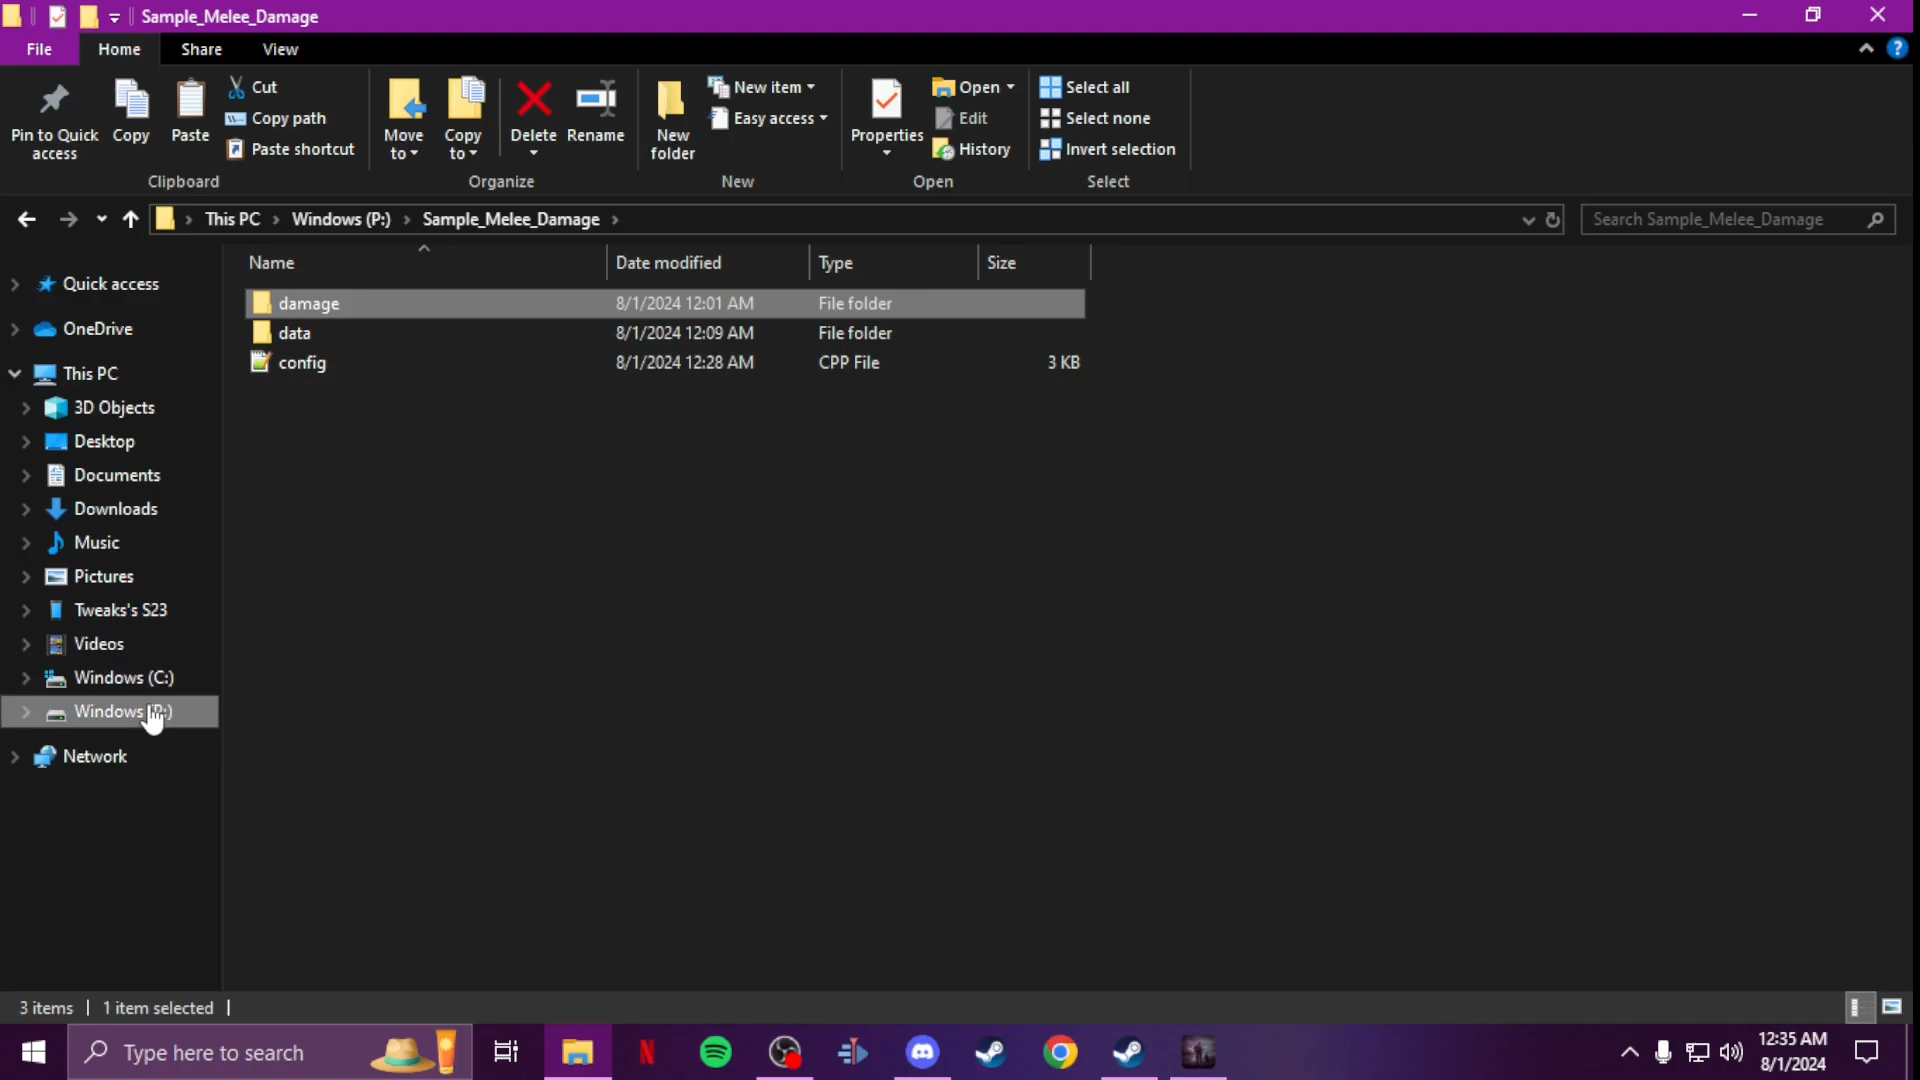 Sample_Melee_Damage
File Home Share View
Pin to Quick access
Copy
Paste
Cut
Copy path
Paste shortcut
Clipboard
Move to
Copy to
Delete
Rename
Organize
New folder
New item
Easy access
New
Properties
Open
Edit
History
Open
Select all
Select none
Invert selection
Select
This PC Windows (P:) Sample_Melee_Damage
Search Sample_Melee_Damage
Name Date modified Type Size
damage 8/1/2024 12:01 AM File folder
data 8/1/2024 12:09 AM File folder
config 8/1/2024 12:28 AM CPP File 3 KB
Quick access
OneDrive
This PC
3D Objects
Desktop
Documents
Downloads
Music
Pictures
Tweaks's S23
Videos
Windows (C:)
Windows (P:)
Network
3 items 1 item selected
Type here to search
12:35 AM
8/1/2024